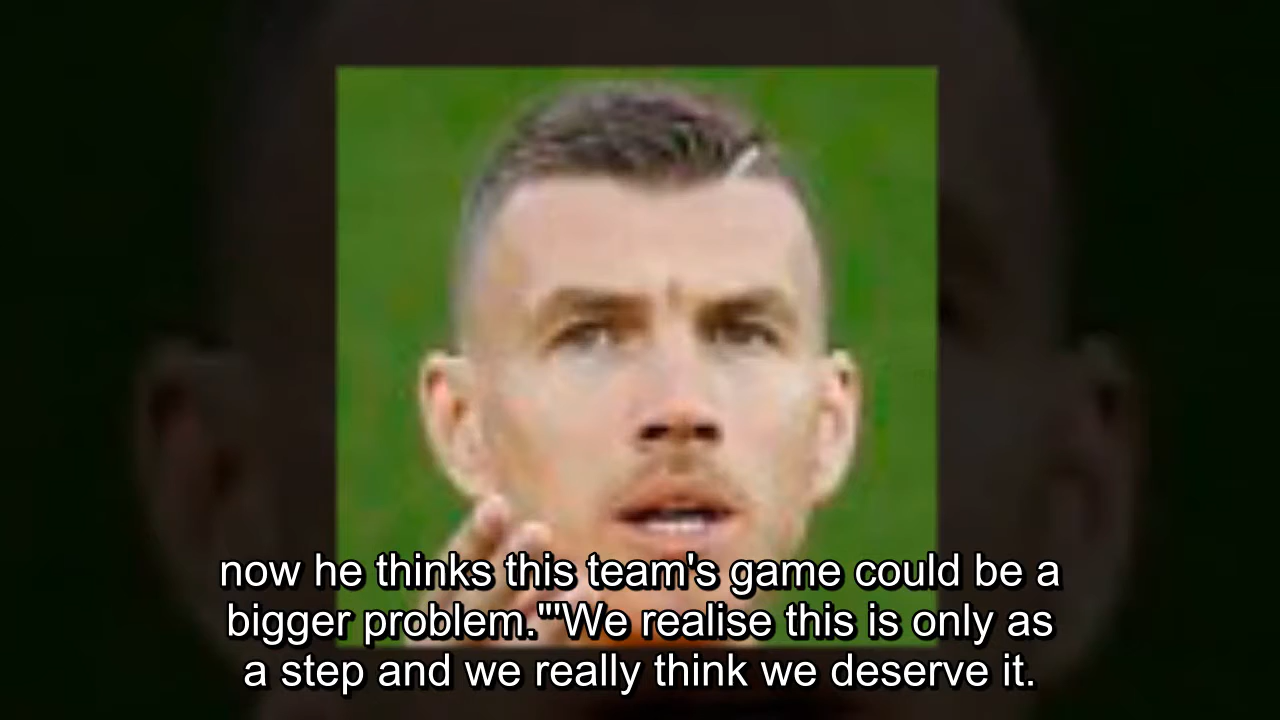 now he thinks this team's game could be a
bigger problem."'We realise this is only as
a step and we really think we deserve it.